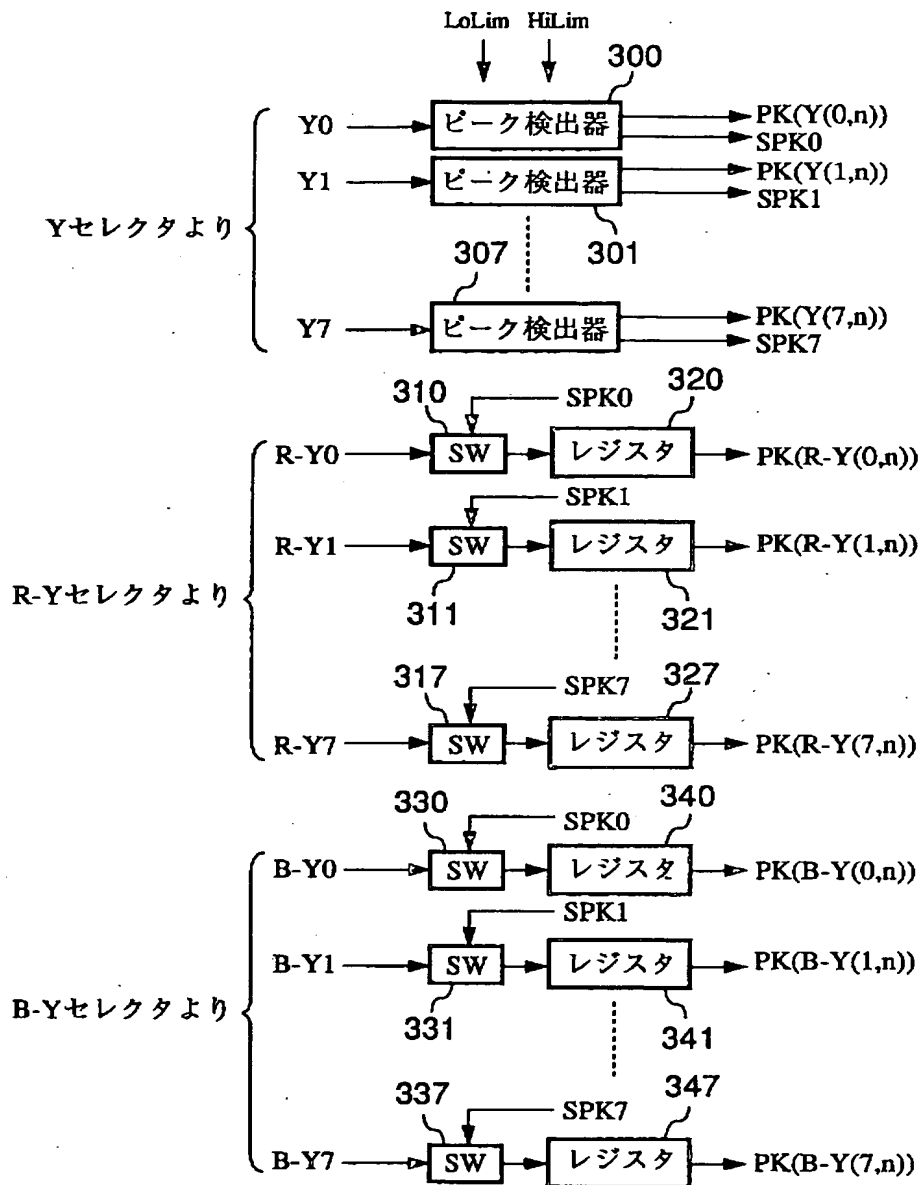 LoLim HiLim
300
Y0 ピーク検出器 PK(Y(0,n))
SPK0
Y1 ピーク検出器 PK(Y(1,n))
SPK1
Yセレクタより
301
307
Y7 ピーク検出器 PK(Y(7,n))
SPK7
310 SPK0 320
R-Y0 SW レジスタ PK(R-Y(0,n))
SPK1
R-Y1 SW レジスタ PK(R-Y(1,n))
R-Yセレクタより
311 321
317 SPK7 327
R-Y7 SW レジスタ PK(R-Y(7,n))
330 SPK0 340
B-Y0 SW レジスタ PK(B-Y(0,n))
SPK1
B-Y1 SW レジスタ PK(B-Y(1,n))
B-Yセレクタより
331 341
337 SPK7 347
B-Y7 SW レジスタ PK(B-Y(7,n))